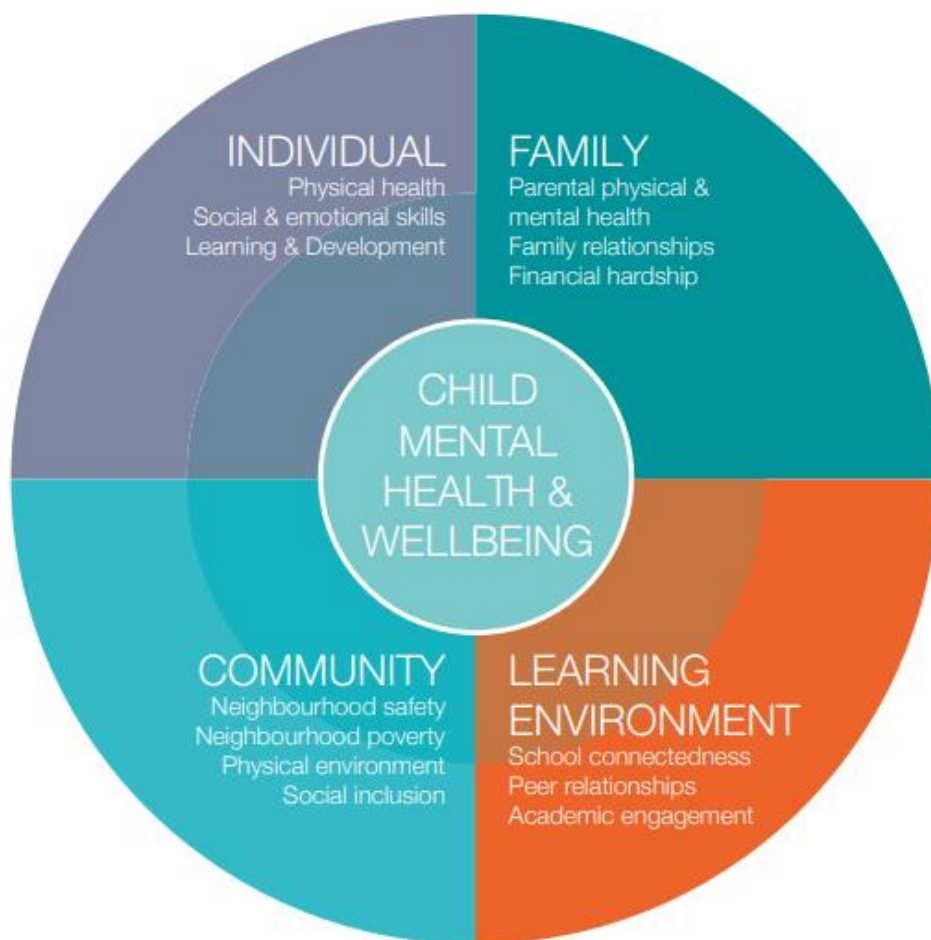 INDIVIDUAL
Physical health
Social & emotional skills
Learning & Development
FAMILY
Parental physical &
mental health
Family relationships
Financial hardship
CHILD
MENTAL
HEALTH &
WELLBEING
COMMUNITY
Neighbourhood safety
Neighbourhood poverty
Physical environment
Social inclusion
LEARNING
ENVIRONMENT
School connectedness
Peer relationships
Academic engagement